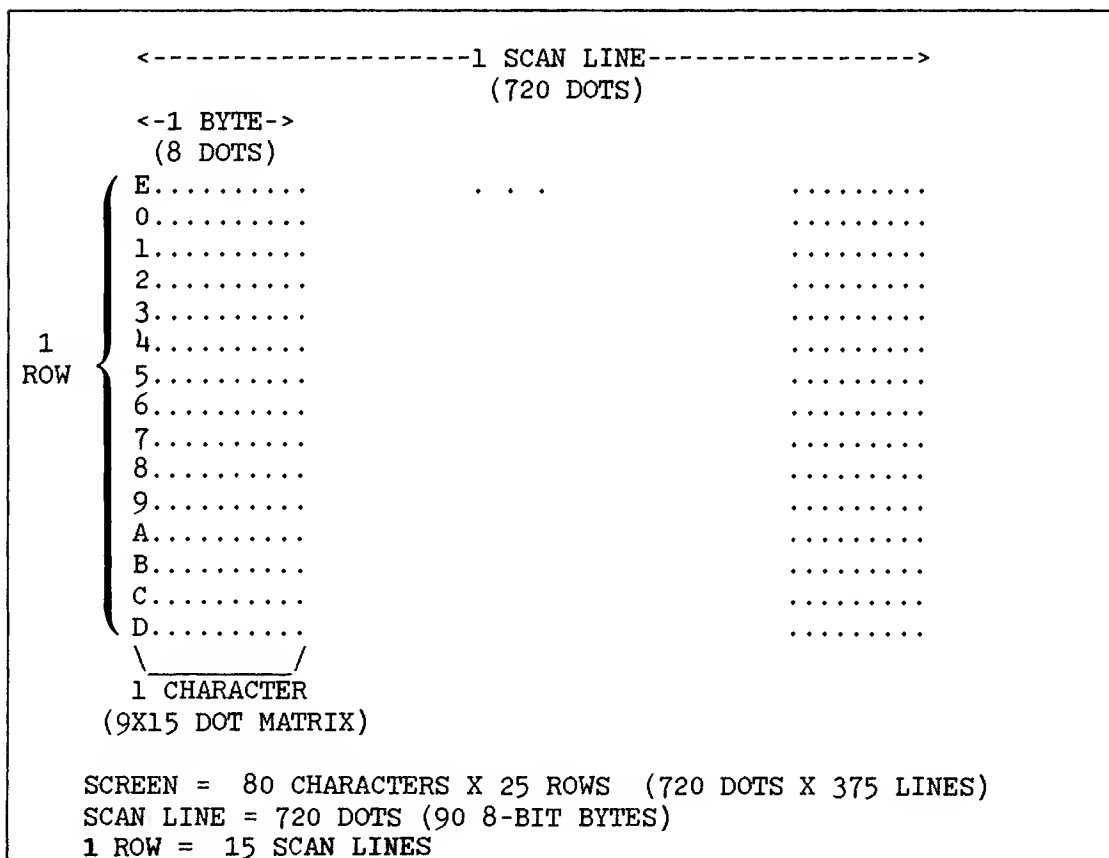 <--------------------1 SCAN LINE----------------->
(720 DOTS)
<-1 BYTE->
(8 DOTS)
E.......... . . . .........
0.......... .........
1.......... .........
2.......... .........
3.......... .........
1 4.......... .........
ROW 5.......... .........
6.......... .........
7.......... .........
8.......... .........
9.......... .........
A.......... .........
B.......... .........
C.......... .........
D.......... .........
\_________/
1 CHARACTER
(9X15 DOT MATRIX)
SCREEN = 80 CHARACTERS X 25 ROWS (720 DOTS X 375 LINES)
SCAN LINE = 720 DOTS (90 8-BIT BYTES)
1 ROW = 15 SCAN LINES